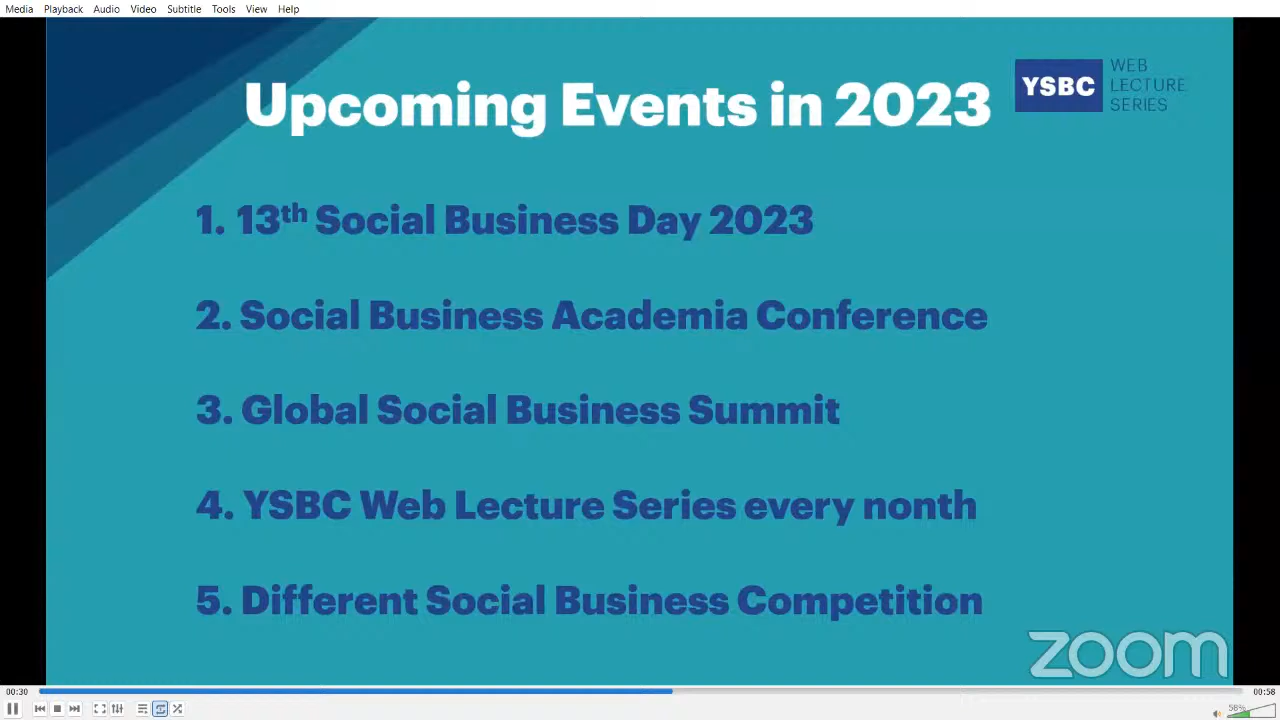 Media Playback Audio Video Subtitle Tools View Help
Upcoming Events in 2023
YSBC
WEB
LECTURE
SERIES
1. 13th Social Business Day 2023
2. Social Business Academia Conference
3. Global Social Business Summit
4. YSBC Web Lecture Series every nonth
5. Different Social Business Competition
zoom
00:30
00:58
56%